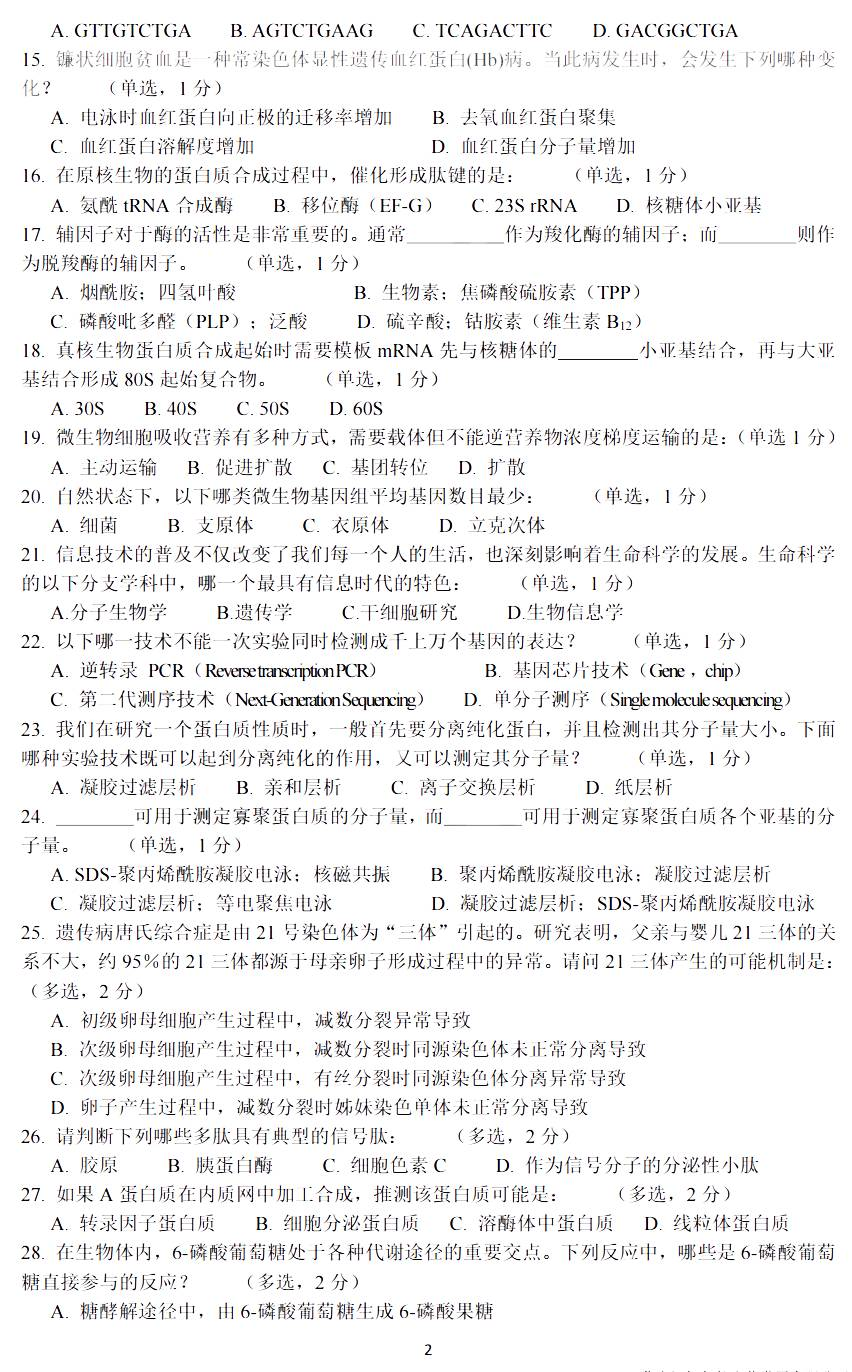 A. GTTGTCTGA B. AGTCTGAAG C. TCAGACTTC D. GACGGCTGA
15. 镰状细胞贫血是一种常染色体显性遗传血红蛋白(Hb)病。当此病发生时，会发生下列哪种变
化？ （单选，1 分）
A. 电泳时血红蛋白向正极的迁移率增加 B. 去氧血红蛋白聚集
C. 血红蛋白溶解度增加 D. 血红蛋白分子量增加
16. 在原核生物的蛋白质合成过程中，催化形成肽键的是： （单选，1 分）
A. 氨酰 tRNA 合成酶 B. 移位酶（EF-G） C. 23S rRNA D. 核糖体小亚基
17. 辅因子对于酶的活性是非常重要的。通常__________作为羧化酶的辅因子；而________则作
为脱羧酶的辅因子。 （单选，1 分）
A. 烟酰胺；四氢叶酸 B. 生物素；焦磷酸硫胺素（TPP）
C. 磷酸吡多醛（PLP）；泛酸 D. 硫辛酸；钴胺素（维生素 B12）
18. 真核生物蛋白质合成起始时需要模板 mRNA 先与核糖体的________小亚基结合，再与大亚
基结合形成 80S 起始复合物。 （单选，1 分）
A. 30S B. 40S C. 50S D. 60S
19. 微生物细胞吸收营养有多种方式，需要载体但不能逆营养物浓度梯度运输的是：（单选 1 分）
A. 主动运输 B. 促进扩散 C. 基团转位 D. 扩散
20. 自然状态下，以下哪类微生物基因组平均基因数目最少： （单选，1 分）
A. 细菌 B. 支原体 C. 衣原体 D. 立克次体
21. 信息技术的普及不仅改变了我们每一个人的生活，也深刻影响着生命科学的发展。生命科学
的以下分支学科中，哪一个最具有信息时代的特色： （单选，1 分）
A.分子生物学 B.遗传学 C.干细胞研究 D.生物信息学
22. 以下哪一技术不能一次实验同时检测成千上万个基因的表达？ （单选，1 分）
A. 逆转录 PCR（Reverse transcription PCR） B. 基因芯片技术（Gene ，chip）
C. 第二代测序技术（Next-Generation Sequencing） D. 单分子测序（Single molecule sequencing）
23. 我们在研究一个蛋白质性质时，一般首先要分离纯化蛋白，并且检测出其分子量大小。下面
哪种实验技术既可以起到分离纯化的作用，又可以测定其分子量？ （单选，1 分）
A. 凝胶过滤层析 B. 亲和层析 C. 离子交换层析 D. 纸层析
24. ________可用于测定寡聚蛋白质的分子量，而________可用于测定寡聚蛋白质各个亚基的分
子量。 （单选，1 分）
A. SDS-聚丙烯酰胺凝胶电泳；核磁共振 B. 聚丙烯酰胺凝胶电泳；凝胶过滤层析
C. 凝胶过滤层析；等电聚焦电泳 D. 凝胶过滤层析；SDS-聚丙烯酰胺凝胶电泳
25. 遗传病唐氏综合症是由 21 号染色体为“三体”引起的。研究表明，父亲与婴儿 21 三体的关
系不大，约 95％的 21 三体都源于母亲卵子形成过程中的异常。请问 21 三体产生的可能机制是：
（多选，2 分）
A. 初级卵母细胞产生过程中，减数分裂异常导致
B. 次级卵母细胞产生过程中，减数分裂时同源染色体未正常分离导致
C. 次级卵母细胞产生过程中，有丝分裂时同源染色体分离异常导致
D. 卵子产生过程中，减数分裂时姊妹染色单体未正常分离导致
26. 请判断下列哪些多肽具有典型的信号肽： （多选，2 分）
A. 胶原 B. 胰蛋白酶 C. 细胞色素 C D. 作为信号分子的分泌性小肽
27. 如果 A 蛋白质在内质网中加工合成，推测该蛋白质可能是： （多选，2 分）
A. 转录因子蛋白质 B. 细胞分泌蛋白质 C. 溶酶体中蛋白质 D. 线粒体蛋白质
28. 在生物体内，6-磷酸葡萄糖处于各种代谢途径的重要交点。下列反应中，哪些是 6-磷酸葡萄
糖直接参与的反应？ （多选，2 分）
A. 糖酵解途径中，由 6-磷酸葡萄糖生成 6-磷酸果糖
2